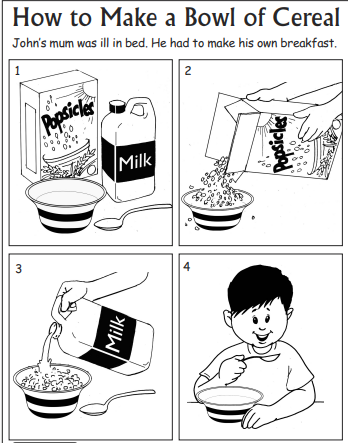 How to Make a Bowl of Cereal
John's mum was ill in bed. He had to make his own breakfast.
1
Popsicles
Milk
2
Popsicles
3
Milk
4